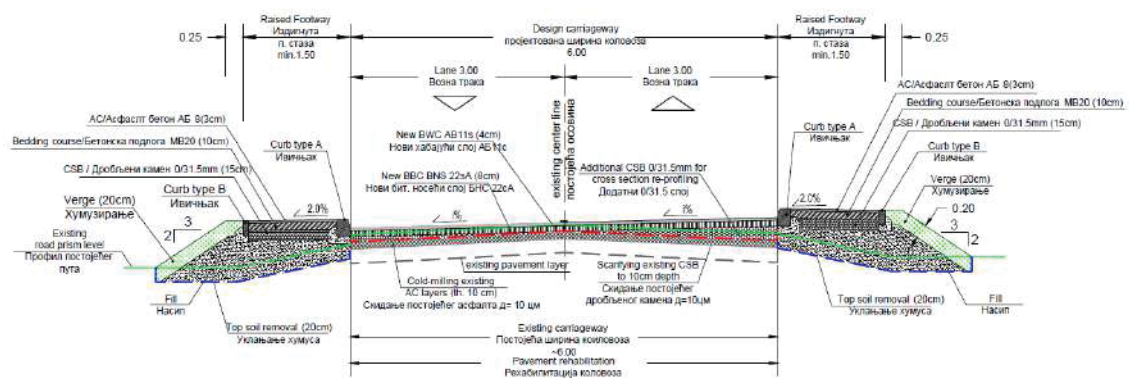 Raised Footway
Издигнута
п. стаза
min.1.50
0.25
Design carriageway
пројектована ширина коловоза
6.00
Raised Footway
Издигнута
п. стаза
min.1.50
0.25
Lane 3.00
Возна трака
Lane 3.00
Возна трака
existing center line
постојећа осовина
AC/Асфаслт бетон АБ 8(3cm)
Bedding course/Бетонска подлога MB20 (10cm)
CSB / Дробљени камен 0/31.5mm (15cm)
Curb type A
Ивичњак
Curb type B
Ивичњак
Verge (20cm)
Хумузирање
3
2
Existing
road prism level
Профил постојећег
пута
Fill
Насип
Top soil removal (20cm)
Уклањање хумуса
2.0%
New BWC AB11s (4cm)
Нови хабајући слој АБ11с
New BBC BNS 22sA (8cm)
Нови бит. носећи слој БНС 22сА
i%
i%
Additional CSB 0/31.5mm for
cross section re-profiling
Додатни 0/31.5 слој
existing pavement layer
Cold-milling existing
AC layers (th. 10 cm)
Скидање постојећег асфалта д= 10 цм
Scarifying existing CSB
to 10cm depth
Скидање постојећег
дробљеног камена д=10цм
AC/Асфаслт бетон АБ 8(3cm)
Bedding course/Бетонска подлога MB20 (10cm)
CSB / Дробљени камен 0/31.5mm (15cm)
Curb type A
Ивичњак
Curb type B
Ивичњак
Verge (20cm)
Хумузирање
0.20
3
2
2.0%
Fill
Насип
Top soil removal (20cm)
Уклањање хумуса
Existing carriageway
Постојећа ширина коиловоза
~6.00
Pavement rehabilitation
Рехабилитација коловоза